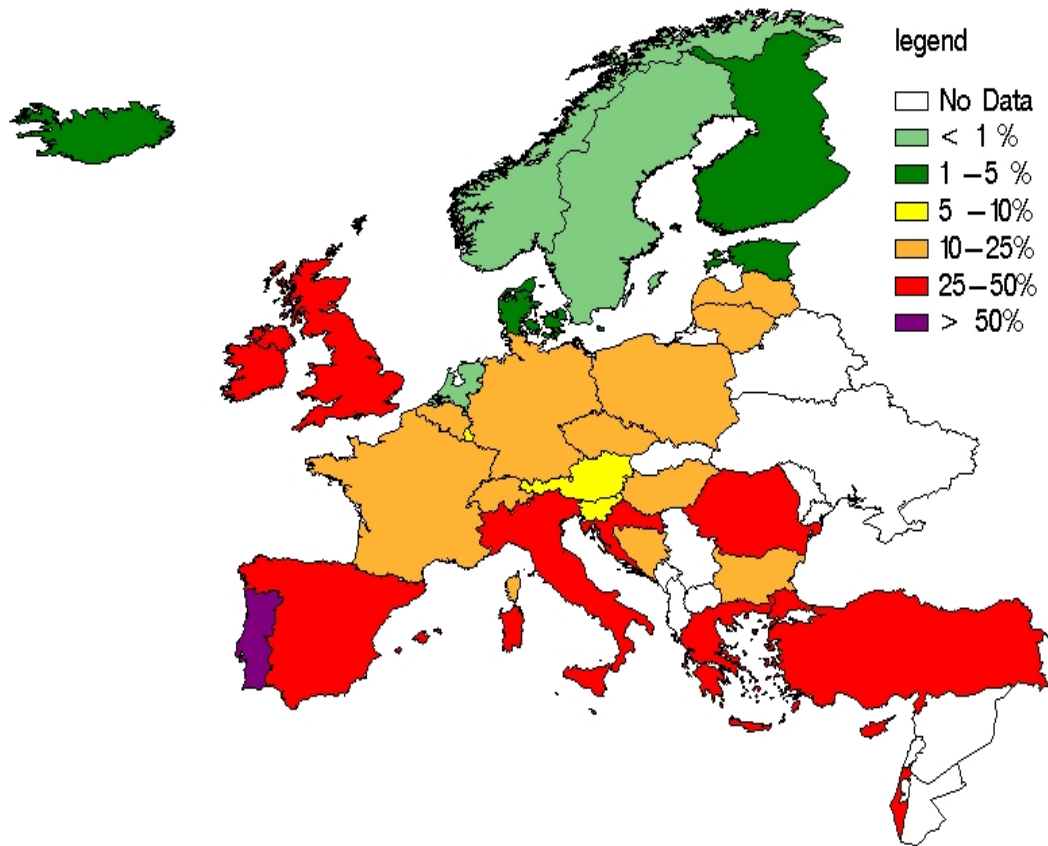 legend
No Data
< 1 %
1 –5 %
5 –10%
10–25%
25–50%
> 50%